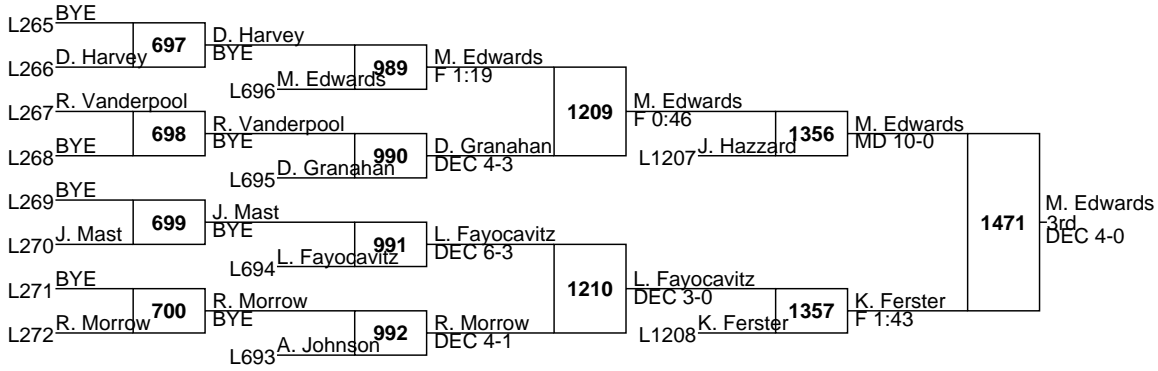 L265 BYE
697
L266 D. Harvey
D. Harvey
BYE
989
L696 M. Edwards
M. Edwards
F 1:19
L267 R. Vanderpool
698
L268 BYE
R. Vanderpool
BYE
990
L695 D. Granahan
D. Granahan
DEC 4-3
1209
M. Edwards
F 0:46
L1207 J. Hazzard
1356
M. Edwards
MD 10-0
L269 BYE
699
L270 J. Mast
J. Mast
BYE
991
L694 L. Fayocavitz
L. Fayocavitz
DEC 6-3
L271 BYE
700
L272 R. Morrow
R. Morrow
BYE
992
L693 A. Johnson
R. Morrow
DEC 4-1
1210
L. Fayocavitz
DEC 3-0
L1208 K. Ferster
1357
K. Ferster
F 1:43
1471
M. Edwards
3rd
DEC 4-0